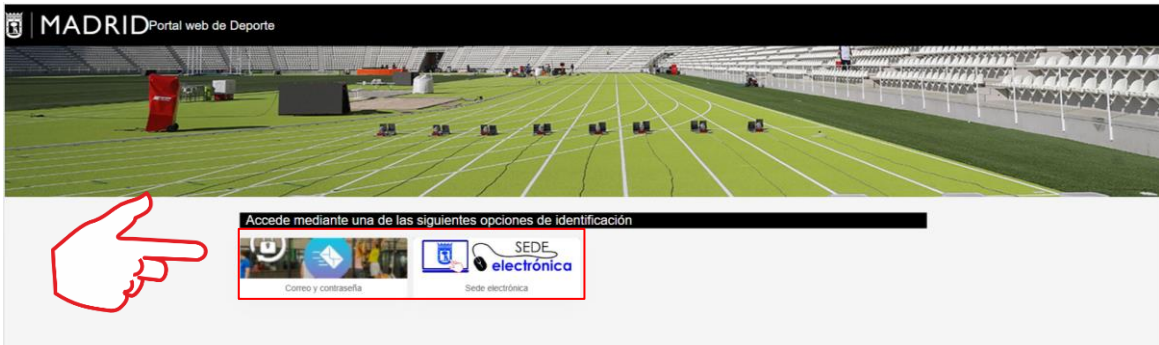 MADRID Portal web de Deporte
Accede mediante una de las siguientes opciones de identificación
SEDE
electrónica
Correo y contraseña
Sede electrónica